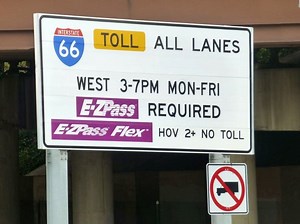 INTERSTATE
66
TOLL ALL LANES
WEST 3-7PM MON-FRI
E-ZPass REQUIRED
E-ZPass Flex HOV 2+ NO TOLL